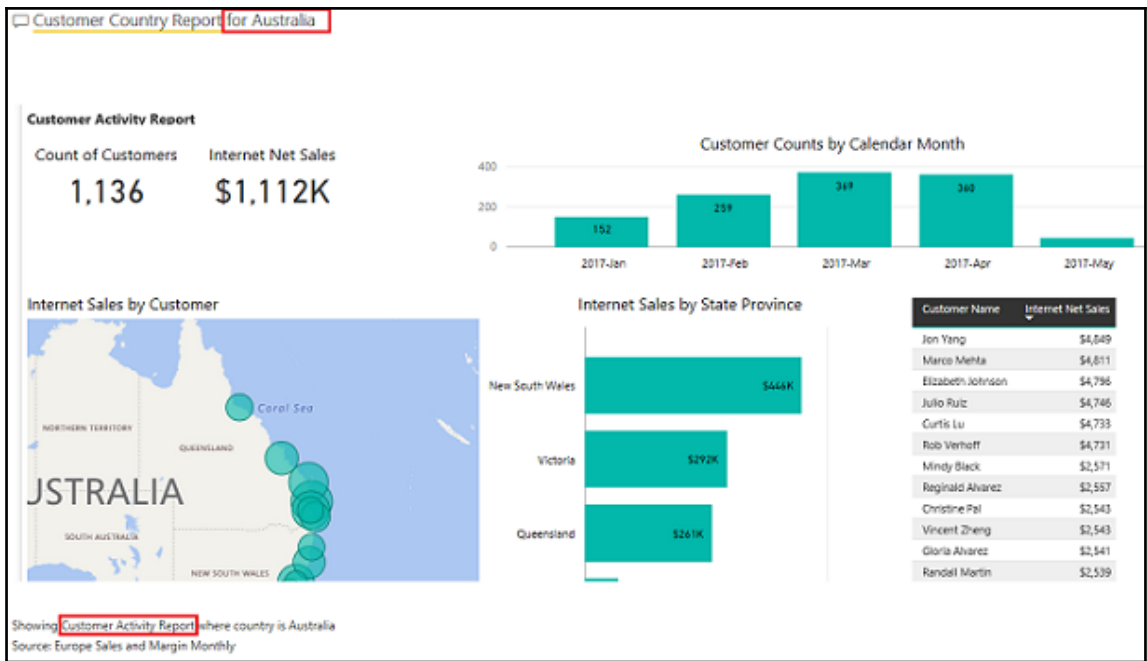 Customer Country Report for Australia
Customer Activity Report
Count of Customers
Internet Net Sales
1,136
$1,112K
Customer Counts by Calendar Month
400
200
0
152
259
369
360
2017-Jan
2017-Feb
2017-Mar
2017-Apr
2017-May
Internet Sales by Customer
Coral Sea
NORTHERN TERRITORY
QUEENSLAND
USTRALIA
SOUTH AUSTRALIA
NEW SOUTH WALES
Internet Sales by State Province
New South Wales
$446K
Victoria
$292K
Queensland
$261K
Customer Name Internet Net Sales
Jon Yang $4,849
Marco Mehta $4,811
Elizabeth Johnson $4,796
Julio Ruiz $4,746
Curtis Lu $4,733
Rob Verhoff $4,731
Mindy Black $2,571
Reginald Alvarez $2,557
Christine Pal $2,543
Vincent Zheng $2,543
Gloria Alvarez $2,541
Randall Martin $2,539
Showing Customer Activity Report where country is Australia
Source: Europe Sales and Margin Monthly